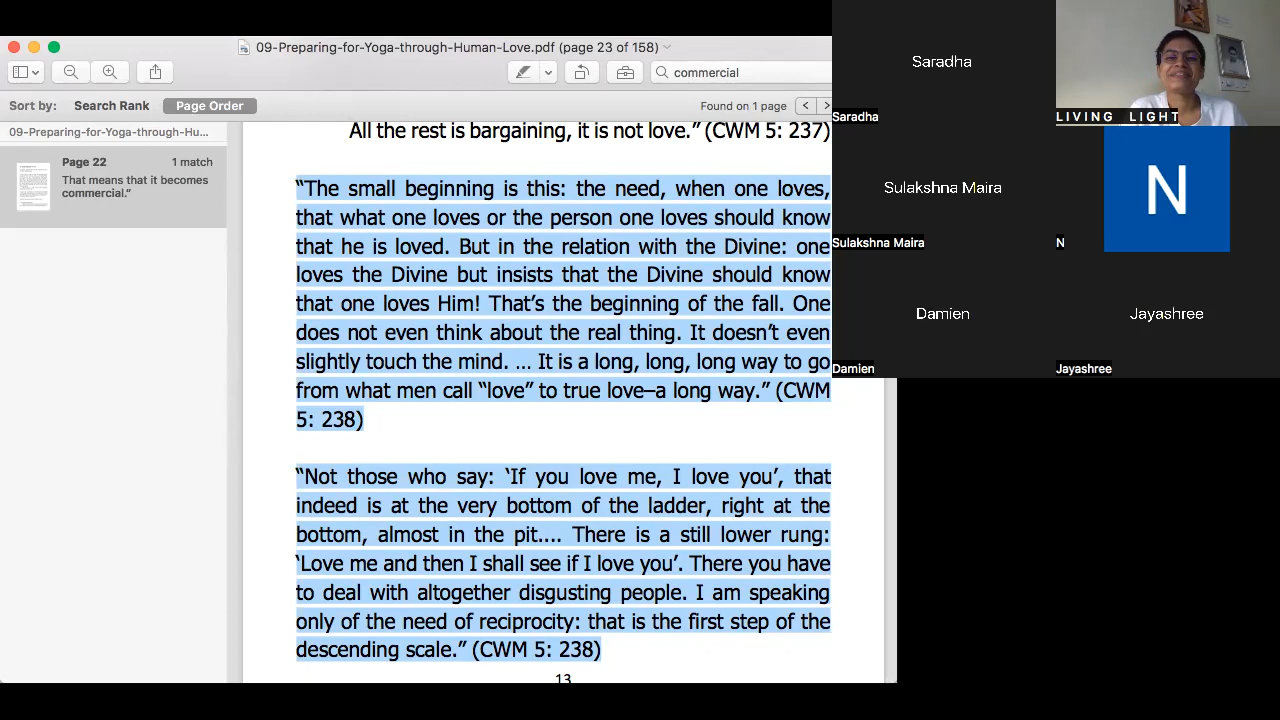 09-Preparing-for-Yoga-through-Human-Love.pdf (page 23 of 158)
commercial
Sort by: Search Rank Page Order
Found on 1 page
09-Preparing-for-Yoga-through-Hu...
Page 22 1 match
That means that it becomes
commercial.”
All the rest is bargaining, it is not love.” (CWM 5: 237)
“The small beginning is this: the need, when one loves,
that what one loves or the person one loves should know
that he is loved. But in the relation with the Divine: one
loves the Divine but insists that the Divine should know
that one loves Him! That’s the beginning of the fall. One
does not even think about the real thing. It doesn’t even
slightly touch the mind. ... It is a long, long, long way to go
from what men call “love” to true love–a long way.” (CWM
5: 238)
“Not those who say: ‘If you love me, I love you’, that
indeed is at the very bottom of the ladder, right at the
bottom, almost in the pit.... There is a still lower rung:
‘Love me and then I shall see if I love you’. There you have
to deal with altogether disgusting people. I am speaking
only of the need of reciprocity: that is the first step of the
descending scale.” (CWM 5: 238)
13
Saradha
Saradha
LIVING LIGHT
Sulakshna Maira
Sulakshna Maira
N
N
Damien
Damien
Jayashree
Jayashree